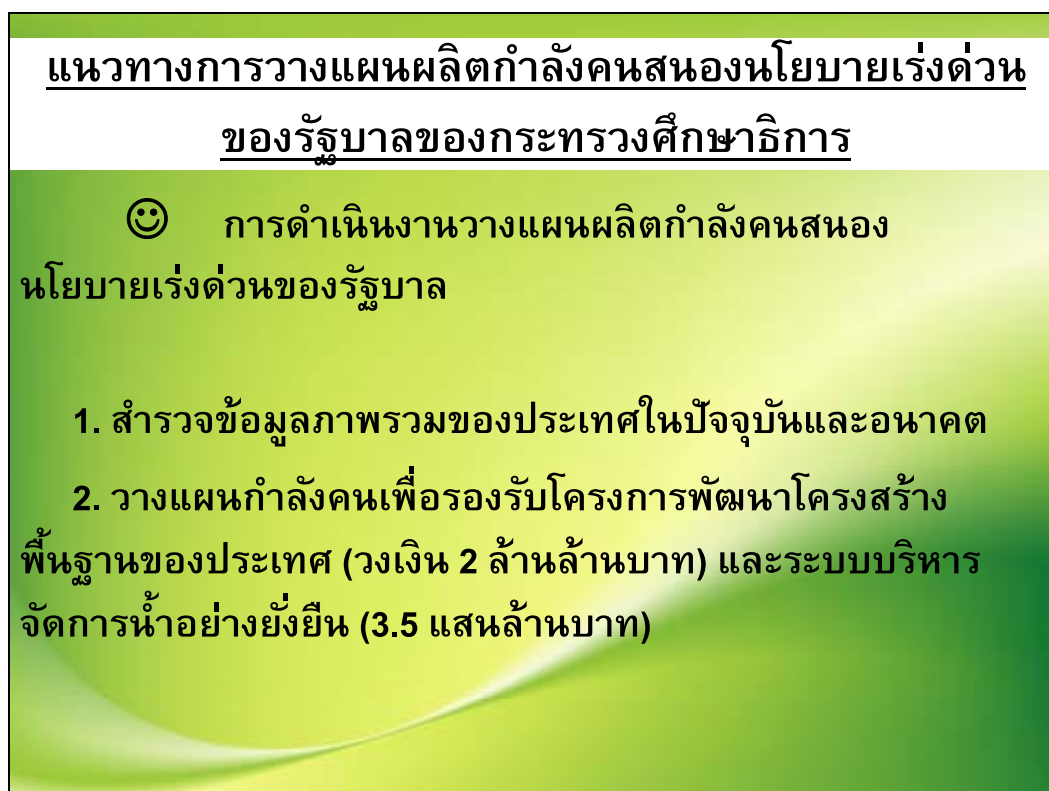 แนวทางการวางแผนผลิตกำลังคนสนองนโยบายเร่งด่วน
ของรัฐบาลของกระทรวงศึกษาธิการ
☺ การดำเนินงานวางแผนผลิตกำลังคนสนอง
นโยบายเร่งด่วนของรัฐบาล
1. สำรวจข้อมูลภาพรวมของประเทศในปัจจุบันและอนาคต
2. วางแผนกำลังคนเพื่อรองรับโครงการพัฒนาโครงสร้าง
พื้นฐานของประเทศ (วงเงิน 2 ล้านล้านบาท) และระบบบริหาร
จัดการน้ำอย่างยั่งยืน (3.5 แสนล้านบาท)